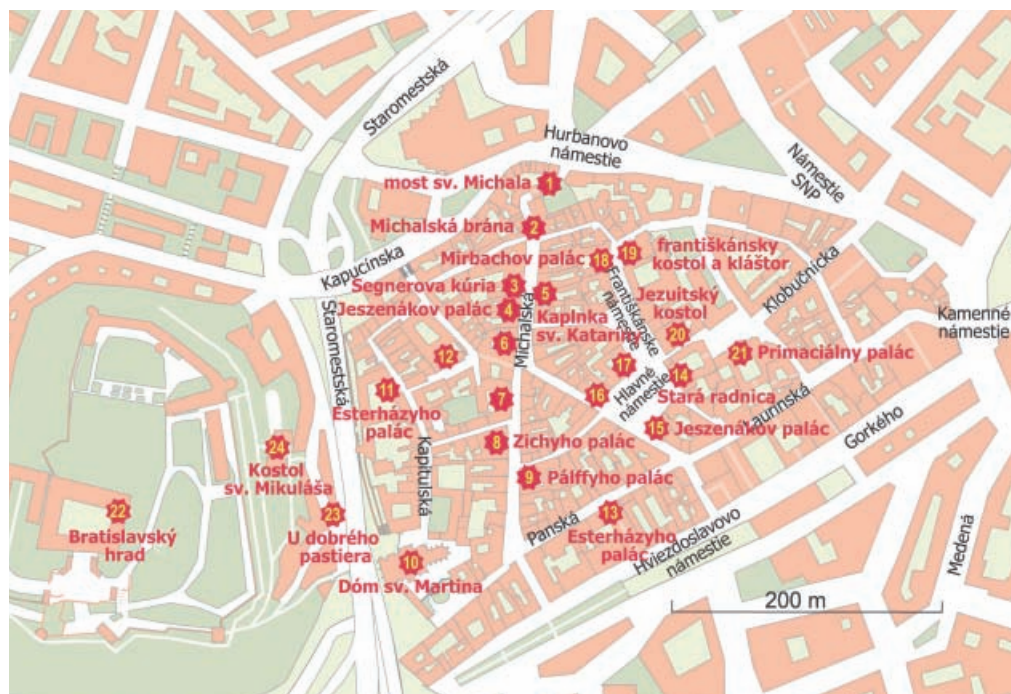 Staromestská
Hurbanovo
námestie
Námestie
SNP
most sv. Michala
1
Michalská brána
2
Mirbachov palác
18
19
františkánsky
kostol a kláštor
Kapucínska
Segnerova kúria
3
Jeszenákov palác
4
5
Kaplnka
sv. Kataríny
Františkánske
námestie
Jezuitský
kostol
20
Klobučnícka
Kamenné
námestie
Staromestská
Michalská
6
12
17
Hlavné
námestie
14
Stará radnica
21
Primaciálny palác
11
Esterházyho
palác
7
16
15
Jeszenákov palác
Laurinská
Gorkého
8
Zichyho palác
Kapitulská
24
Kostol
sv. Mikuláša
9
Pálffyho palác
22
Bratislavský
hrad
23
U dobrého
pastiera
Panská
13
Esterházyho
palác
Hviezdoslavovo
námestie
Medená
10
Dóm sv. Martina
200 m